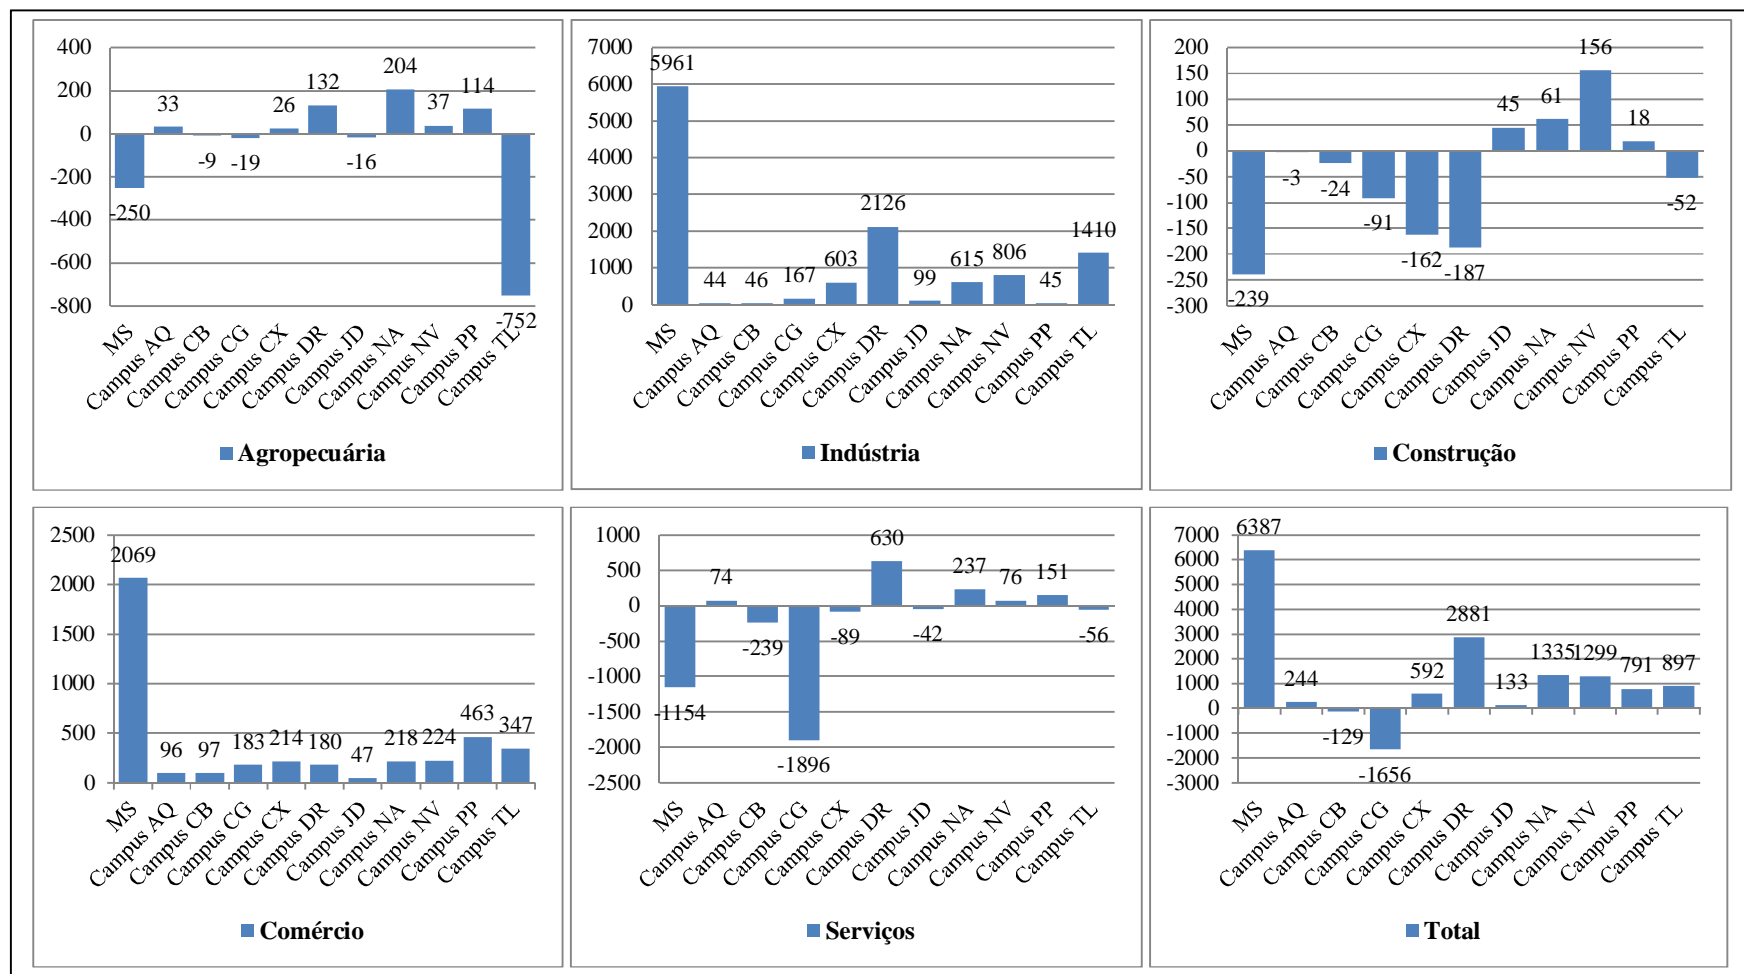 400
200
0
-200
-400
-600
-800
-250
33
-9
-19
26
132
-16
204
37
114
-752
MS
Campus AQ
Campus CB
Campus CG
Campus CX
Campus DR
Campus JD
Campus NA
Campus NV
Campus PP
Campus TL
Agropecuária
7000
6000
5000
4000
3000
2000
1000
0
5961
44
46
167
603
2126
99
615
806
45
1410
MS
Campus AQ
Campus CB
Campus CG
Campus CX
Campus DR
Campus JD
Campus NA
Campus NV
Campus PP
Campus TL
Indústria
200
150
100
50
0
-50
-100
-150
-200
-250
-300
-239
-3
-24
-91
-162
-187
45
61
156
18
-52
MS
Campus AQ
Campus CB
Campus CG
Campus CX
Campus DR
Campus JD
Campus NA
Campus NV
Campus PP
Campus TL
Construção
2500
2000
1500
1000
500
0
2069
96
97
183
214
180
47
218
224
463
347
MS
Campus AQ
Campus CB
Campus CG
Campus CX
Campus DR
Campus JD
Campus NA
Campus NV
Campus PP
Campus TL
Comércio
1000
500
0
-500
-1000
-1500
-2000
-2500
-1154
74
-239
-1896
-89
630
-42
237
76
151
-56
MS
Campus AQ
Campus CB
Campus CG
Campus CX
Campus DR
Campus JD
Campus NA
Campus NV
Campus PP
Campus TL
Serviços
7000
6000
5000
4000
3000
2000
1000
0
-1000
-2000
-3000
6387
244
-129
-1656
592
2881
133
1335
1299
791
897
MS
Campus AQ
Campus CB
Campus CG
Campus CX
Campus DR
Campus JD
Campus NA
Campus NV
Campus PP
Campus TL
Total